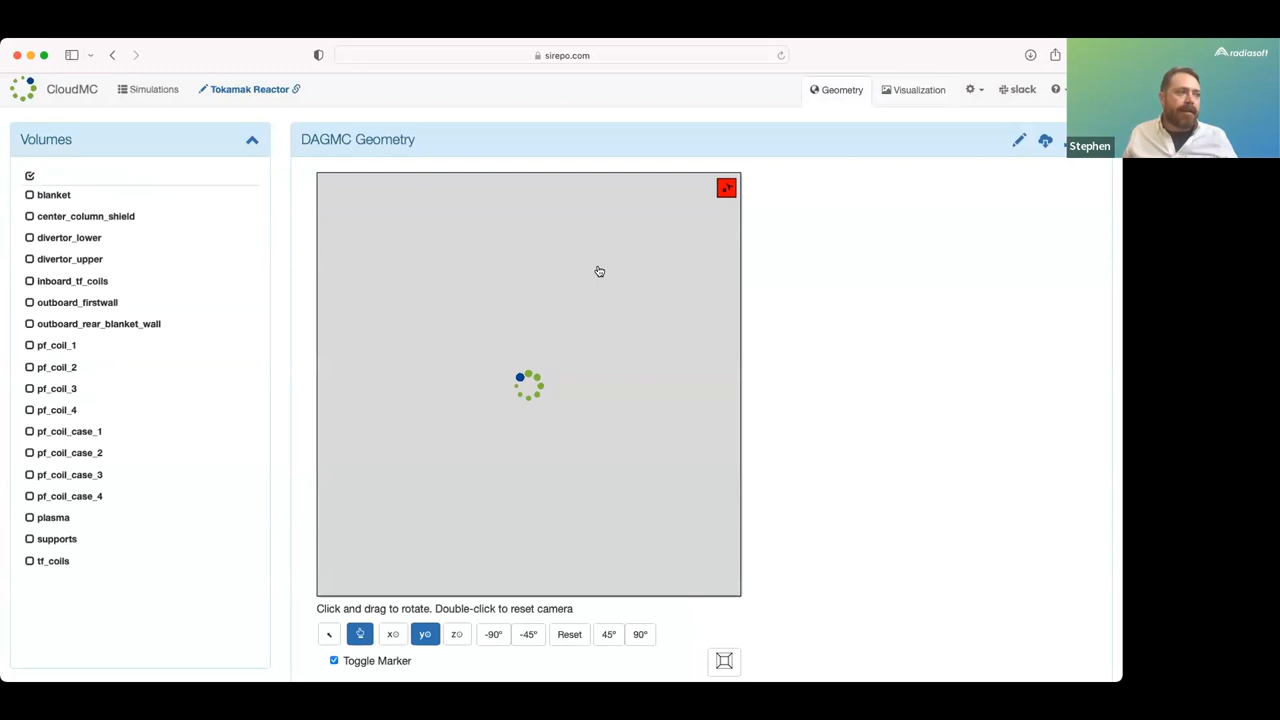 sirepo.com
radiasoft
CloudMC
Simulations
Tokamak Reactor
Geometry
Visualization
slack
Stephen
Volumes
DAGMC Geometry
blanket
center_column_shield
divertor_lower
divertor_upper
inboard_tf_coils
outboard_firstwall
outboard_rear_blanket_wall
pf_coil_1
pf_coil_2
pf_coil_3
pf_coil_4
pf_coil_case_1
pf_coil_case_2
pf_coil_case_3
pf_coil_case_4
plasma
supports
tf_coils
Click and drag to rotate. Double-click to reset camera
x⊙ y⊙ z⊙ -90° -45° Reset 45° 90°
Toggle Marker